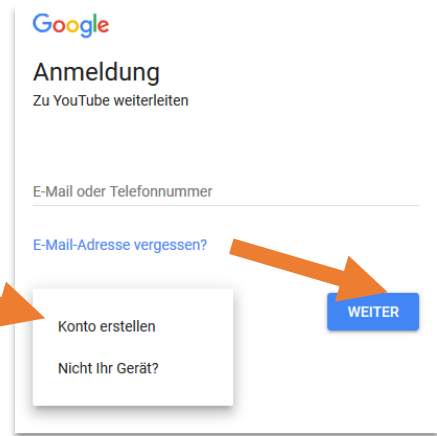 Google
Anmeldung
Zu YouTube weiterleiten
E-Mail oder Telefonnummer
E-Mail-Adresse vergessen?
WEITER
Konto erstellen
Nicht Ihr Gerät?